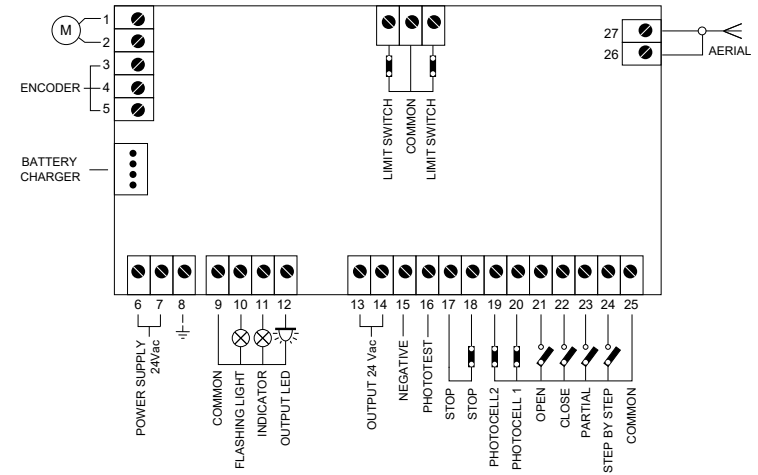 M
1
2
3
ENCODER
4
5
BATTERY
CHARGER
LIMIT SWITCH
COMMON
LIMIT SWITCH
27
26
AERIAL
6
7
8
9
10
11
12
13
14
15
16
17
18
19
20
21
22
23
24
25
POWER SUPPLY
24Vac
COMMON
FLASHING LIGHT
INDICATOR
OUTPUT LED
OUTPUT 24 Vac
NEGATIVE
PHOTOTEST
STOP
STOP
PHOTOCELL2
PHOTOCELL 1
OPEN
CLOSE
PARTIAL
STEP BY STEP
COMMON